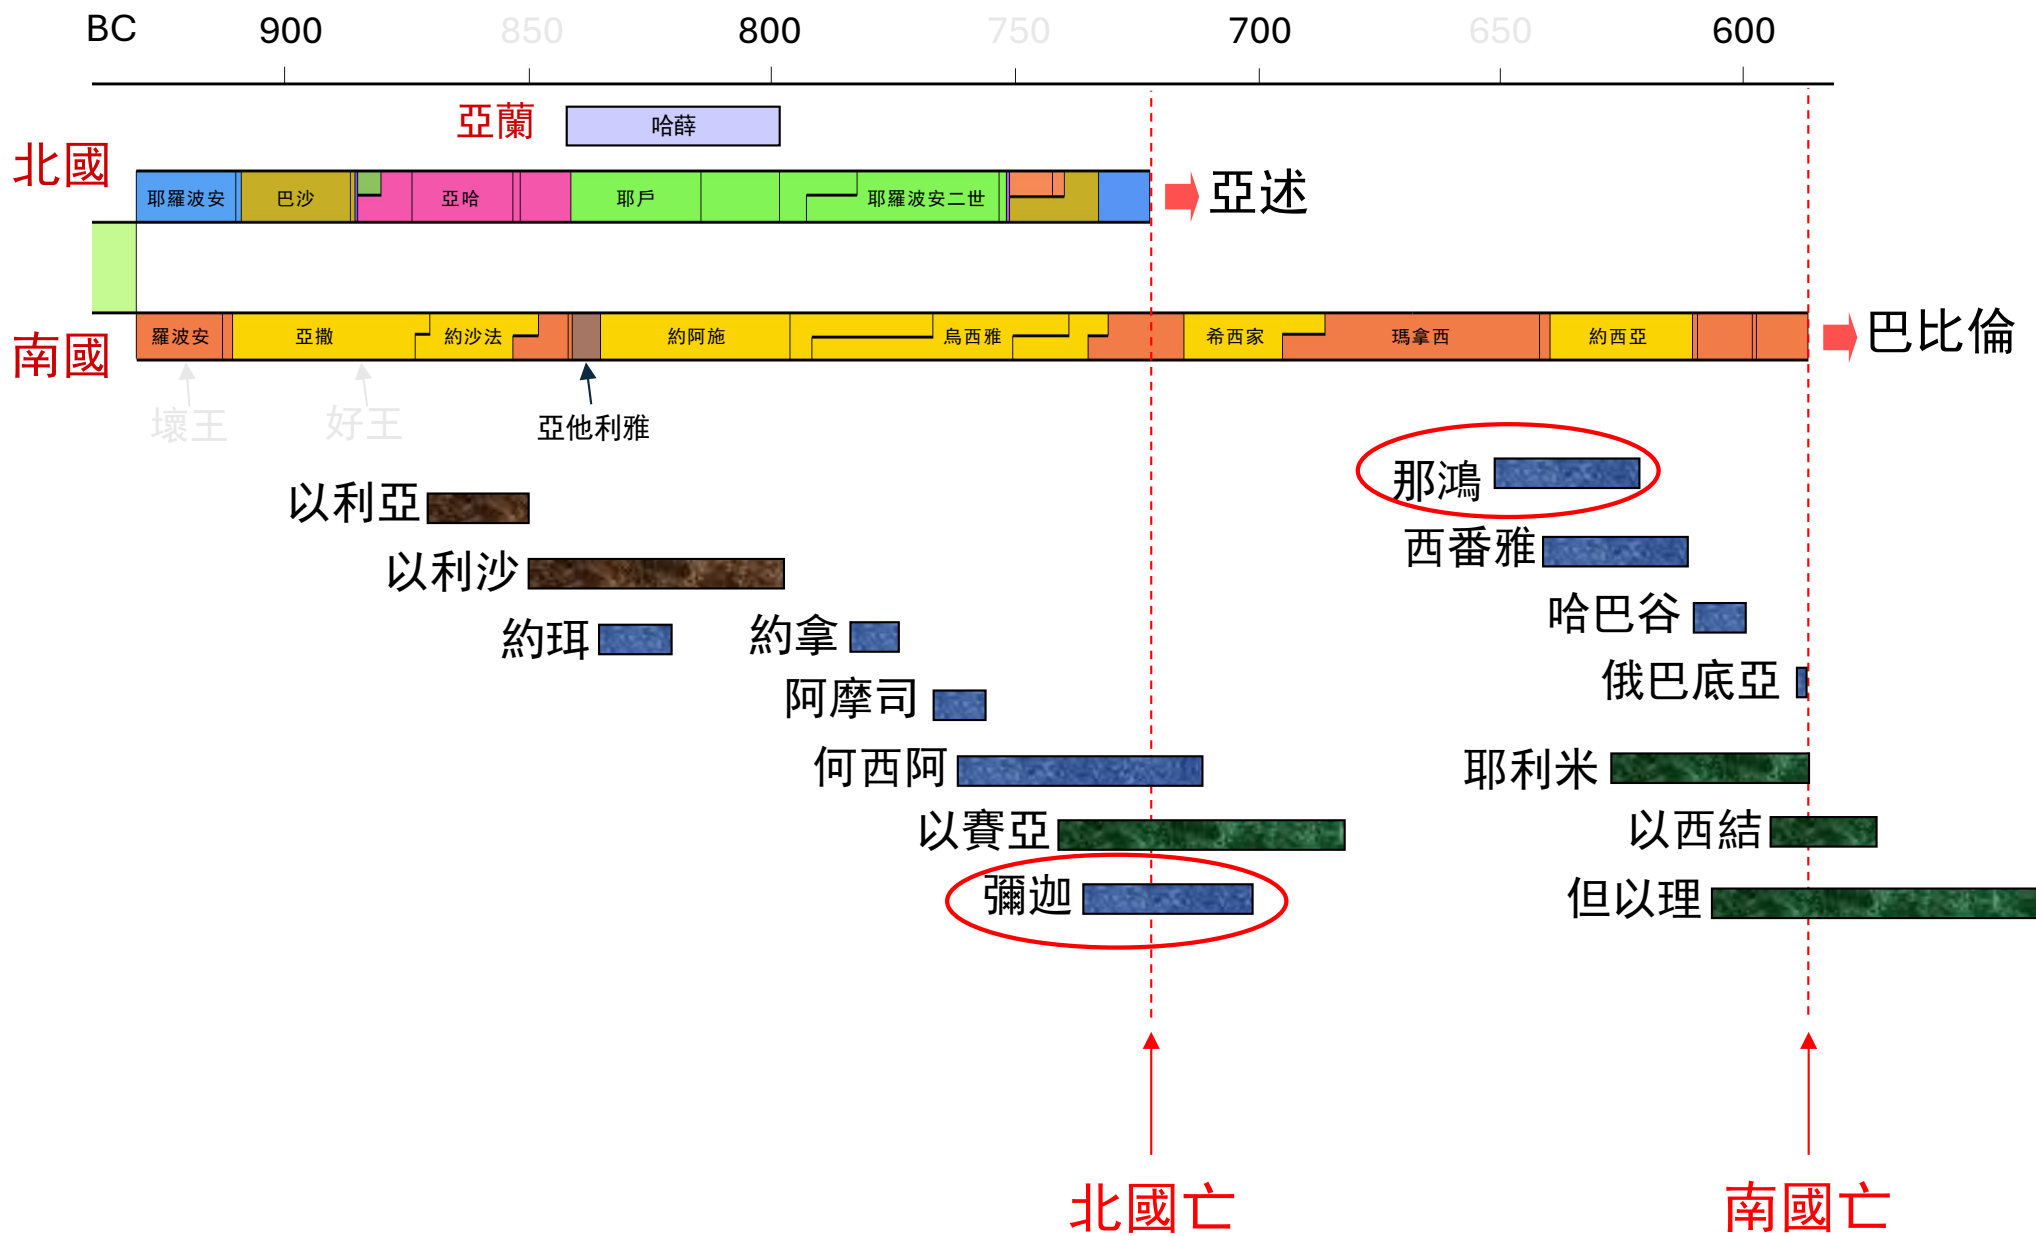 BC 900 850 800 750 700 650 600
亞蘭 哈薛
北國
耶羅波安 巴沙 亞哈 耶戶 耶羅波安二世 亞述
南國
羅波安 亞撒 約沙法 約阿施 烏西雅 希西家 瑪拿西 約西亞 巴比倫
壞王 好王 亞他利雅
那鴻
以利亞
西番雅
以利沙
哈巴谷
約珥 約拿
俄巴底亞
阿摩司
何西阿 耶利米
以賽亞 以西結
彌迦 但以理
北國亡 南國亡